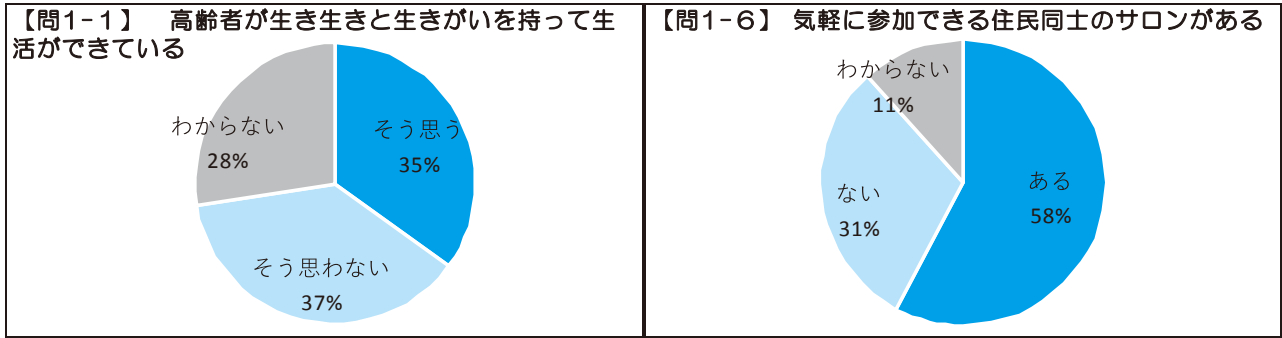 【問1-1】　高齢者が生き生きと生きがいを持って生
活ができている
そう思う
35%
わからない
28%
そう思わない
37%
【問1-6】 気軽に参加できる住民同士のサロンがある
わからない
11%
ある
58%
ない
31%